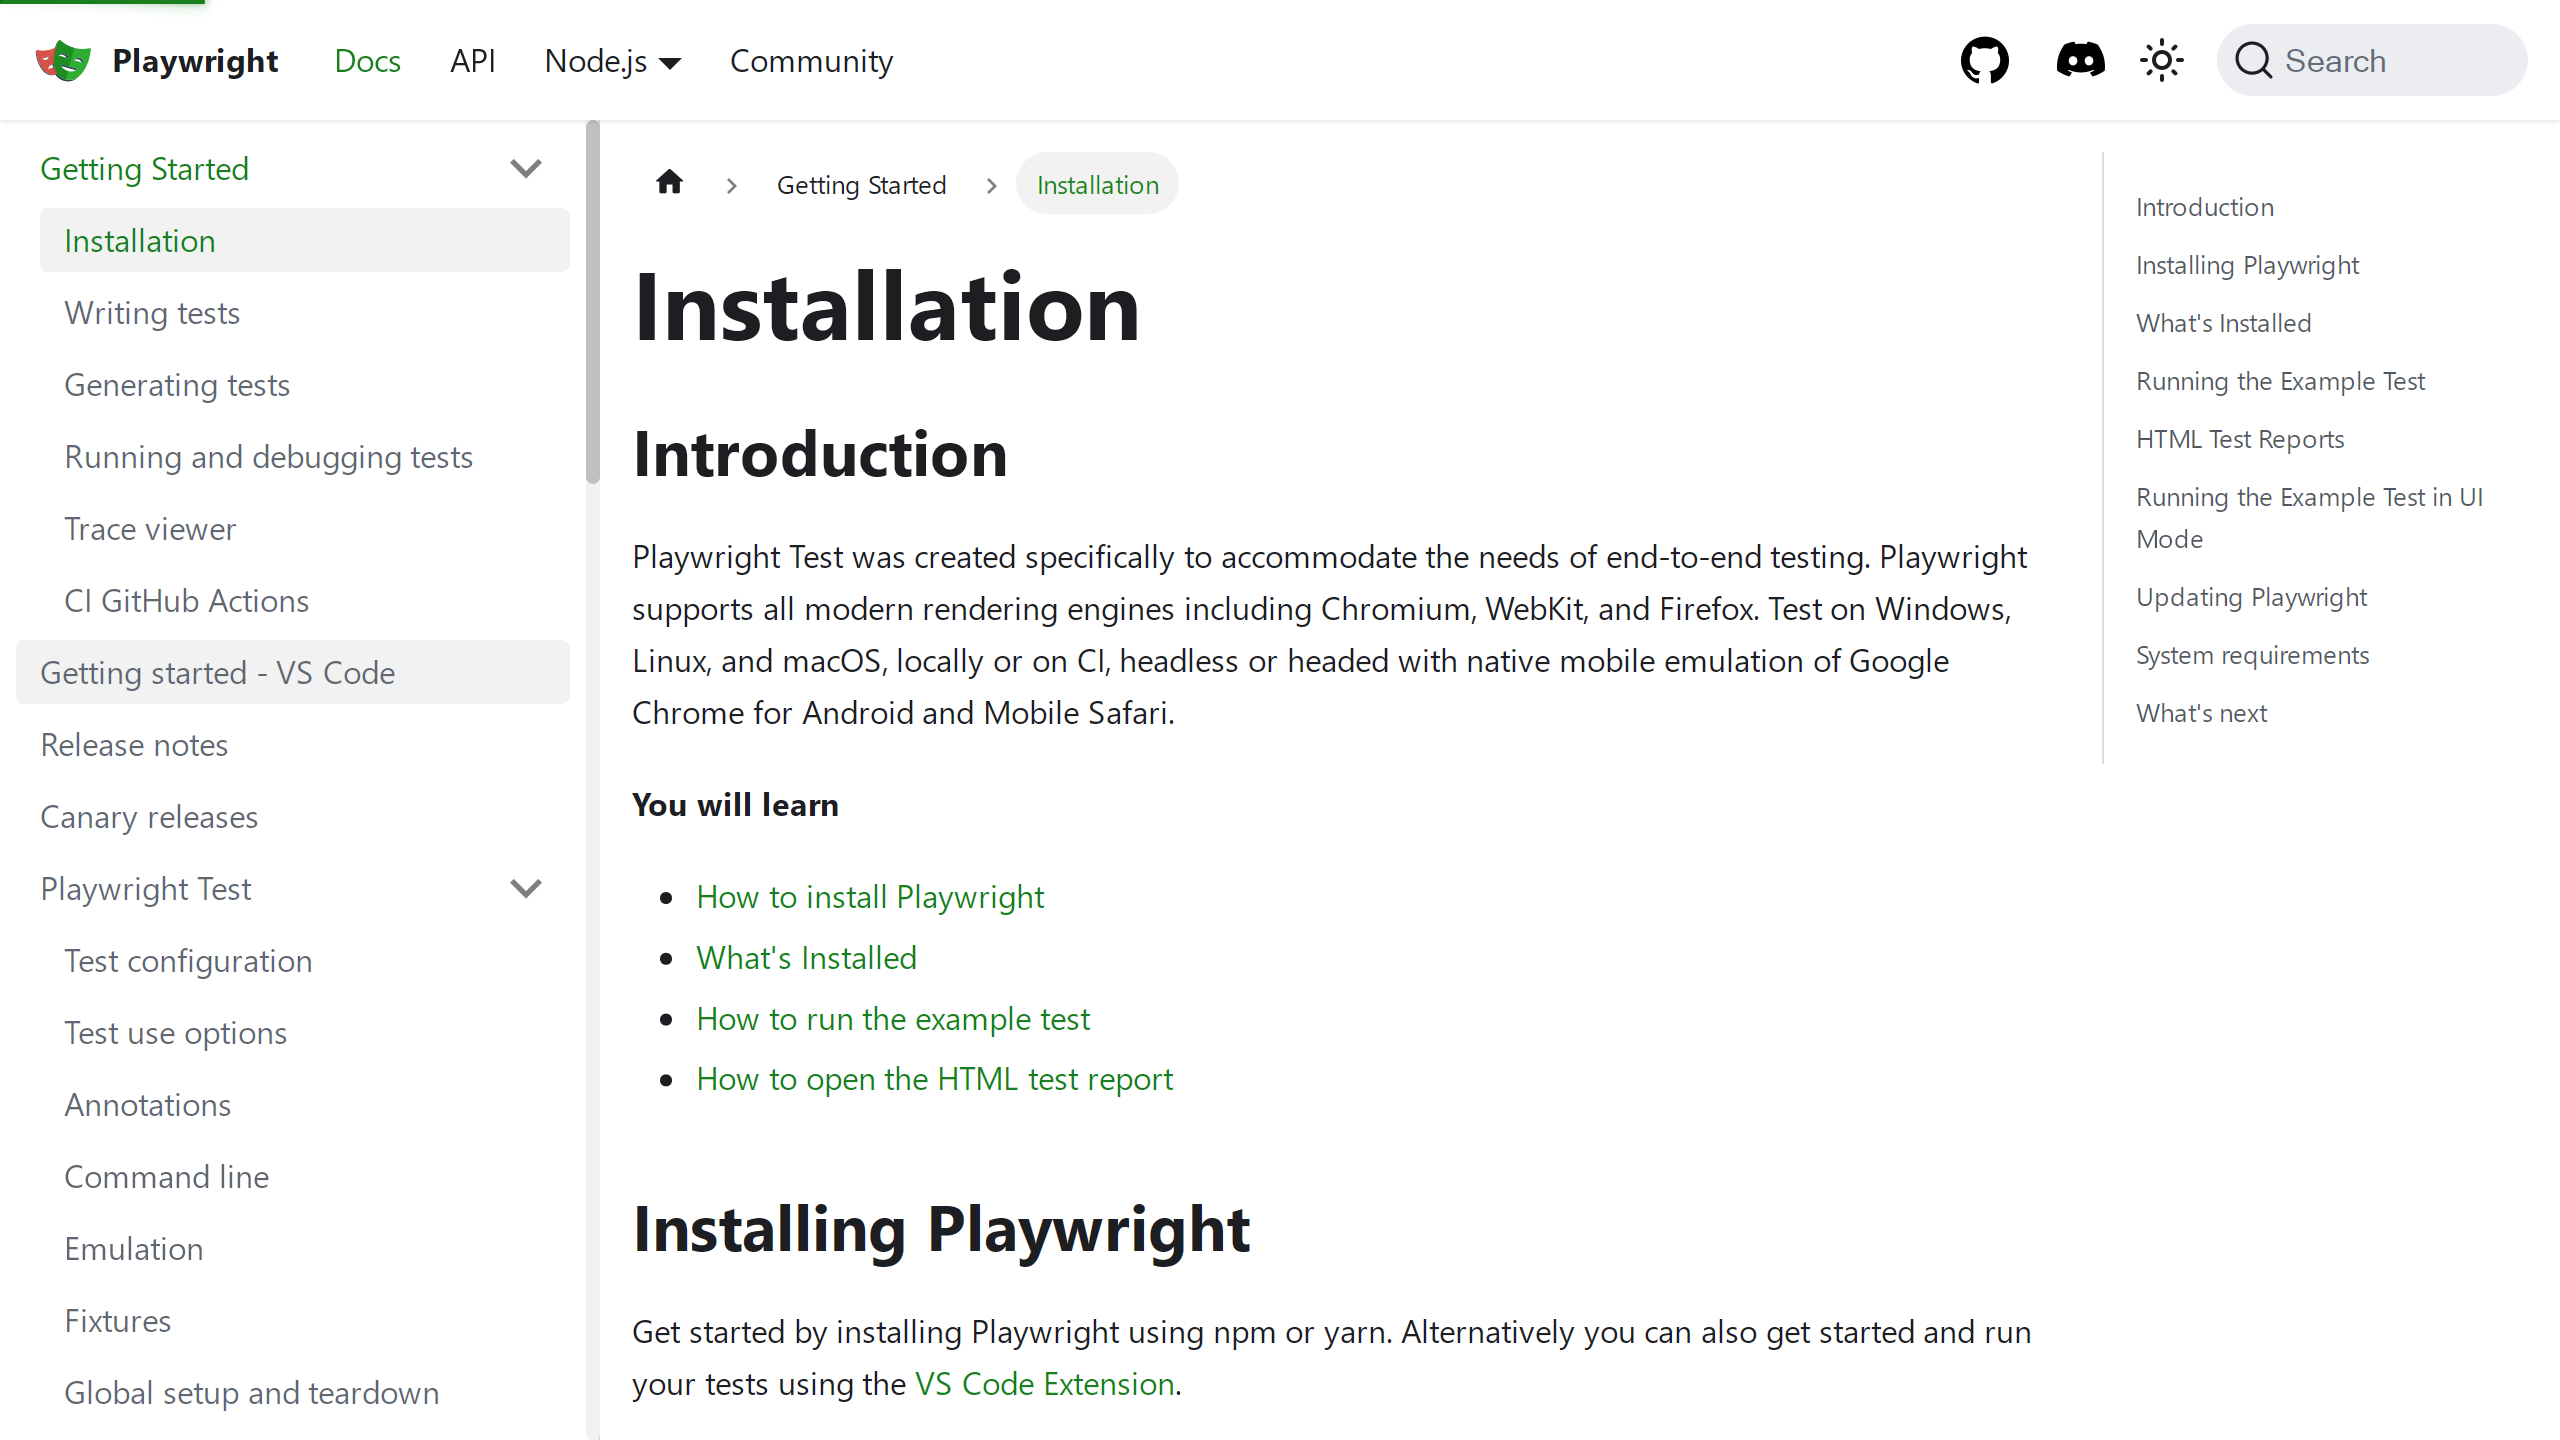 Playwright
Docs
API
Node.js
Community
Search
Getting Started
Installation
Writing tests
Generating tests
Running and debugging tests
Trace viewer
CI GitHub Actions
Getting started - VS Code
Release notes
Canary releases
Playwright Test
Test configuration
Test use options
Annotations
Command line
Emulation
Fixtures
Global setup and teardown
Getting Started
Installation
Installation
Introduction
Playwright Test was created specifically to accommodate the needs of end-to-end testing. Playwright
supports all modern rendering engines including Chromium, WebKit, and Firefox. Test on Windows,
Linux, and macOS, locally or on CI, headless or headed with native mobile emulation of Google
Chrome for Android and Mobile Safari.
You will learn
How to install Playwright
What's Installed
How to run the example test
How to open the HTML test report
Installing Playwright
Get started by installing Playwright using npm or yarn. Alternatively you can also get started and run
your tests using the VS Code Extension.
Introduction
Installing Playwright
What's Installed
Running the Example Test
HTML Test Reports
Running the Example Test in UI
Mode
Updating Playwright
System requirements
What's next